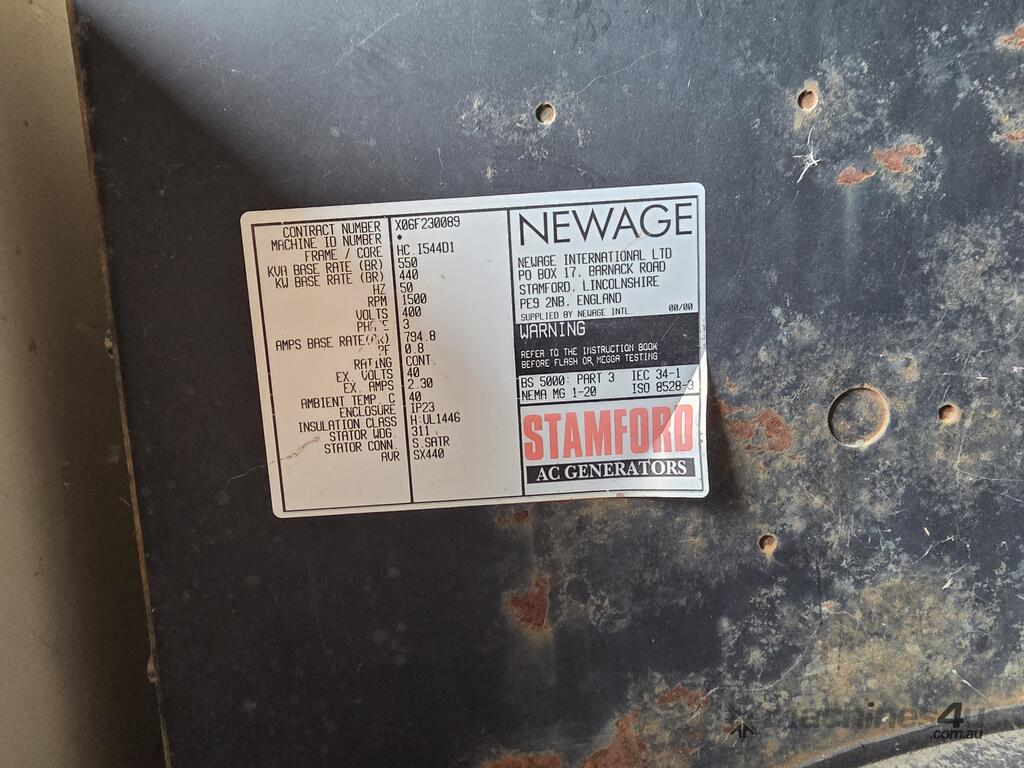 CONTRACT NUMBER X06F230089
MACHINE ID NUMBER *
FRAME / CORE HC.I544D1
KVA BASE RATE (BR) 550
KW BASE RATE (BR) 440
HZ 50
RPM 1500
VOLTS 400
PHASE 3
AMPS BASE RATE(BR) 794.8
PF 0.8
RATING CONT.
EX. VOLTS 40
EX. AMPS 2.30
AMBIENT TEMP. C 40
ENCLOSURE IP23
INSULATION CLASS H:UL1446
STATOR WDG. 311
STATOR CONN. S.SATR
AVR SX440
NEWAGE
NEWAGE INTERNATIONAL LTD
PO BOX 17, BARNACK ROAD
STAMFORD, LINCOLNSHIRE
PE9 2NB, ENGLAND
SUPPLIED BY NEWAGE INTL 00/00
WARNING
REFER TO THE INSTRUCTION BOOK
BEFORE FLASH OR MEGGA TESTING
BS 5000: PART 3 IEC 34-1
NEMA MG 1-20 ISO 8528-3
STAMFORD
AC GENERATORS
machines4u
.com.au